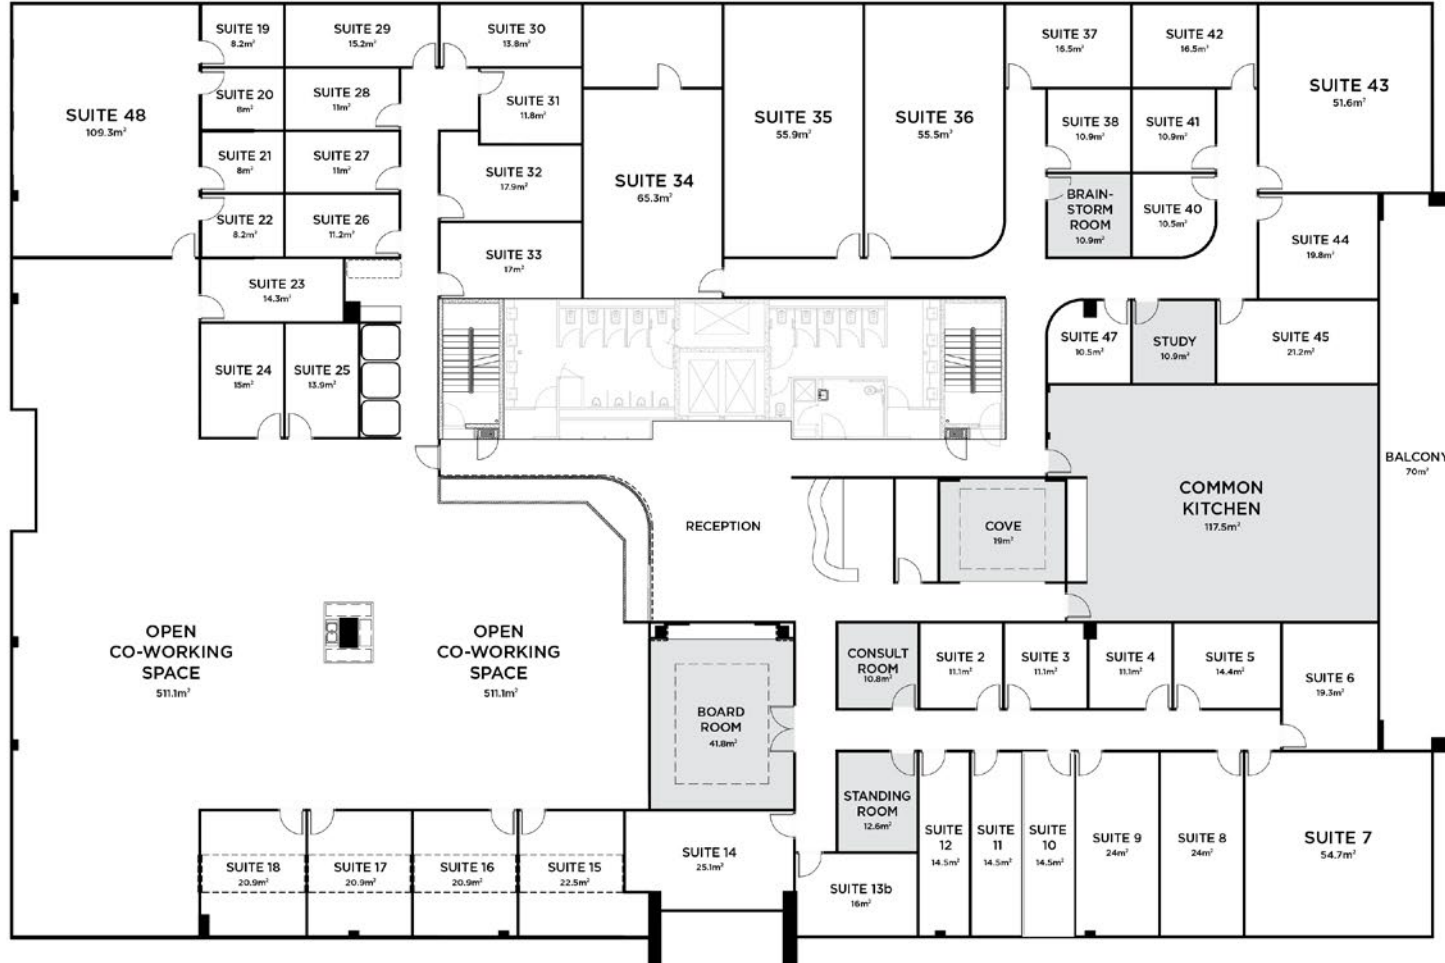 SUITE 19
8.2m²
SUITE 29
15.2m²
SUITE 30
13.8m²
SUITE 37
16.5m²
SUITE 42
16.5m²
SUITE 48
109.3m²
SUITE 20
8m²
SUITE 28
11m²
SUITE 31
11.8m²
SUITE 35
55.9m²
SUITE 36
55.5m²
SUITE 38
10.9m²
SUITE 41
10.9m²
SUITE 43
51.6m²
SUITE 21
8m²
SUITE 27
11m²
SUITE 32
17.9m²
SUITE 34
65.3m²
BRAIN-
STORM
ROOM
10.9m²
SUITE 40
10.5m²
SUITE 22
8.2m²
SUITE 26
11.2m²
SUITE 33
17m²
SUITE 44
19.8m²
SUITE 23
14.3m²
SUITE 47
10.5m²
STUDY
10.9m²
SUITE 45
21.2m²
SUITE 24
15m²
SUITE 25
13.9m²
BALCONY
70m²
COMMON
KITCHEN
117.5m²
RECEPTION
COVE
19m²
OPEN
CO-WORKING
SPACE
511.1m²
OPEN
CO-WORKING
SPACE
511.1m²
CONSULT
ROOM
10.8m²
SUITE 2
11.1m²
SUITE 3
11.1m²
SUITE 4
11.1m²
SUITE 5
14.4m²
SUITE 6
19.3m²
BOARD
ROOM
41.8m²
STANDING
ROOM
12.6m²
SUITE
12
14.5m²
SUITE
11
14.5m²
SUITE
10
14.5m²
SUITE 9
24m²
SUITE 8
24m²
SUITE 7
54.7m²
SUITE 18
20.9m²
SUITE 17
20.9m²
SUITE 16
20.9m²
SUITE 15
22.5m²
SUITE 14
25.1m²
SUITE 13b
16m²